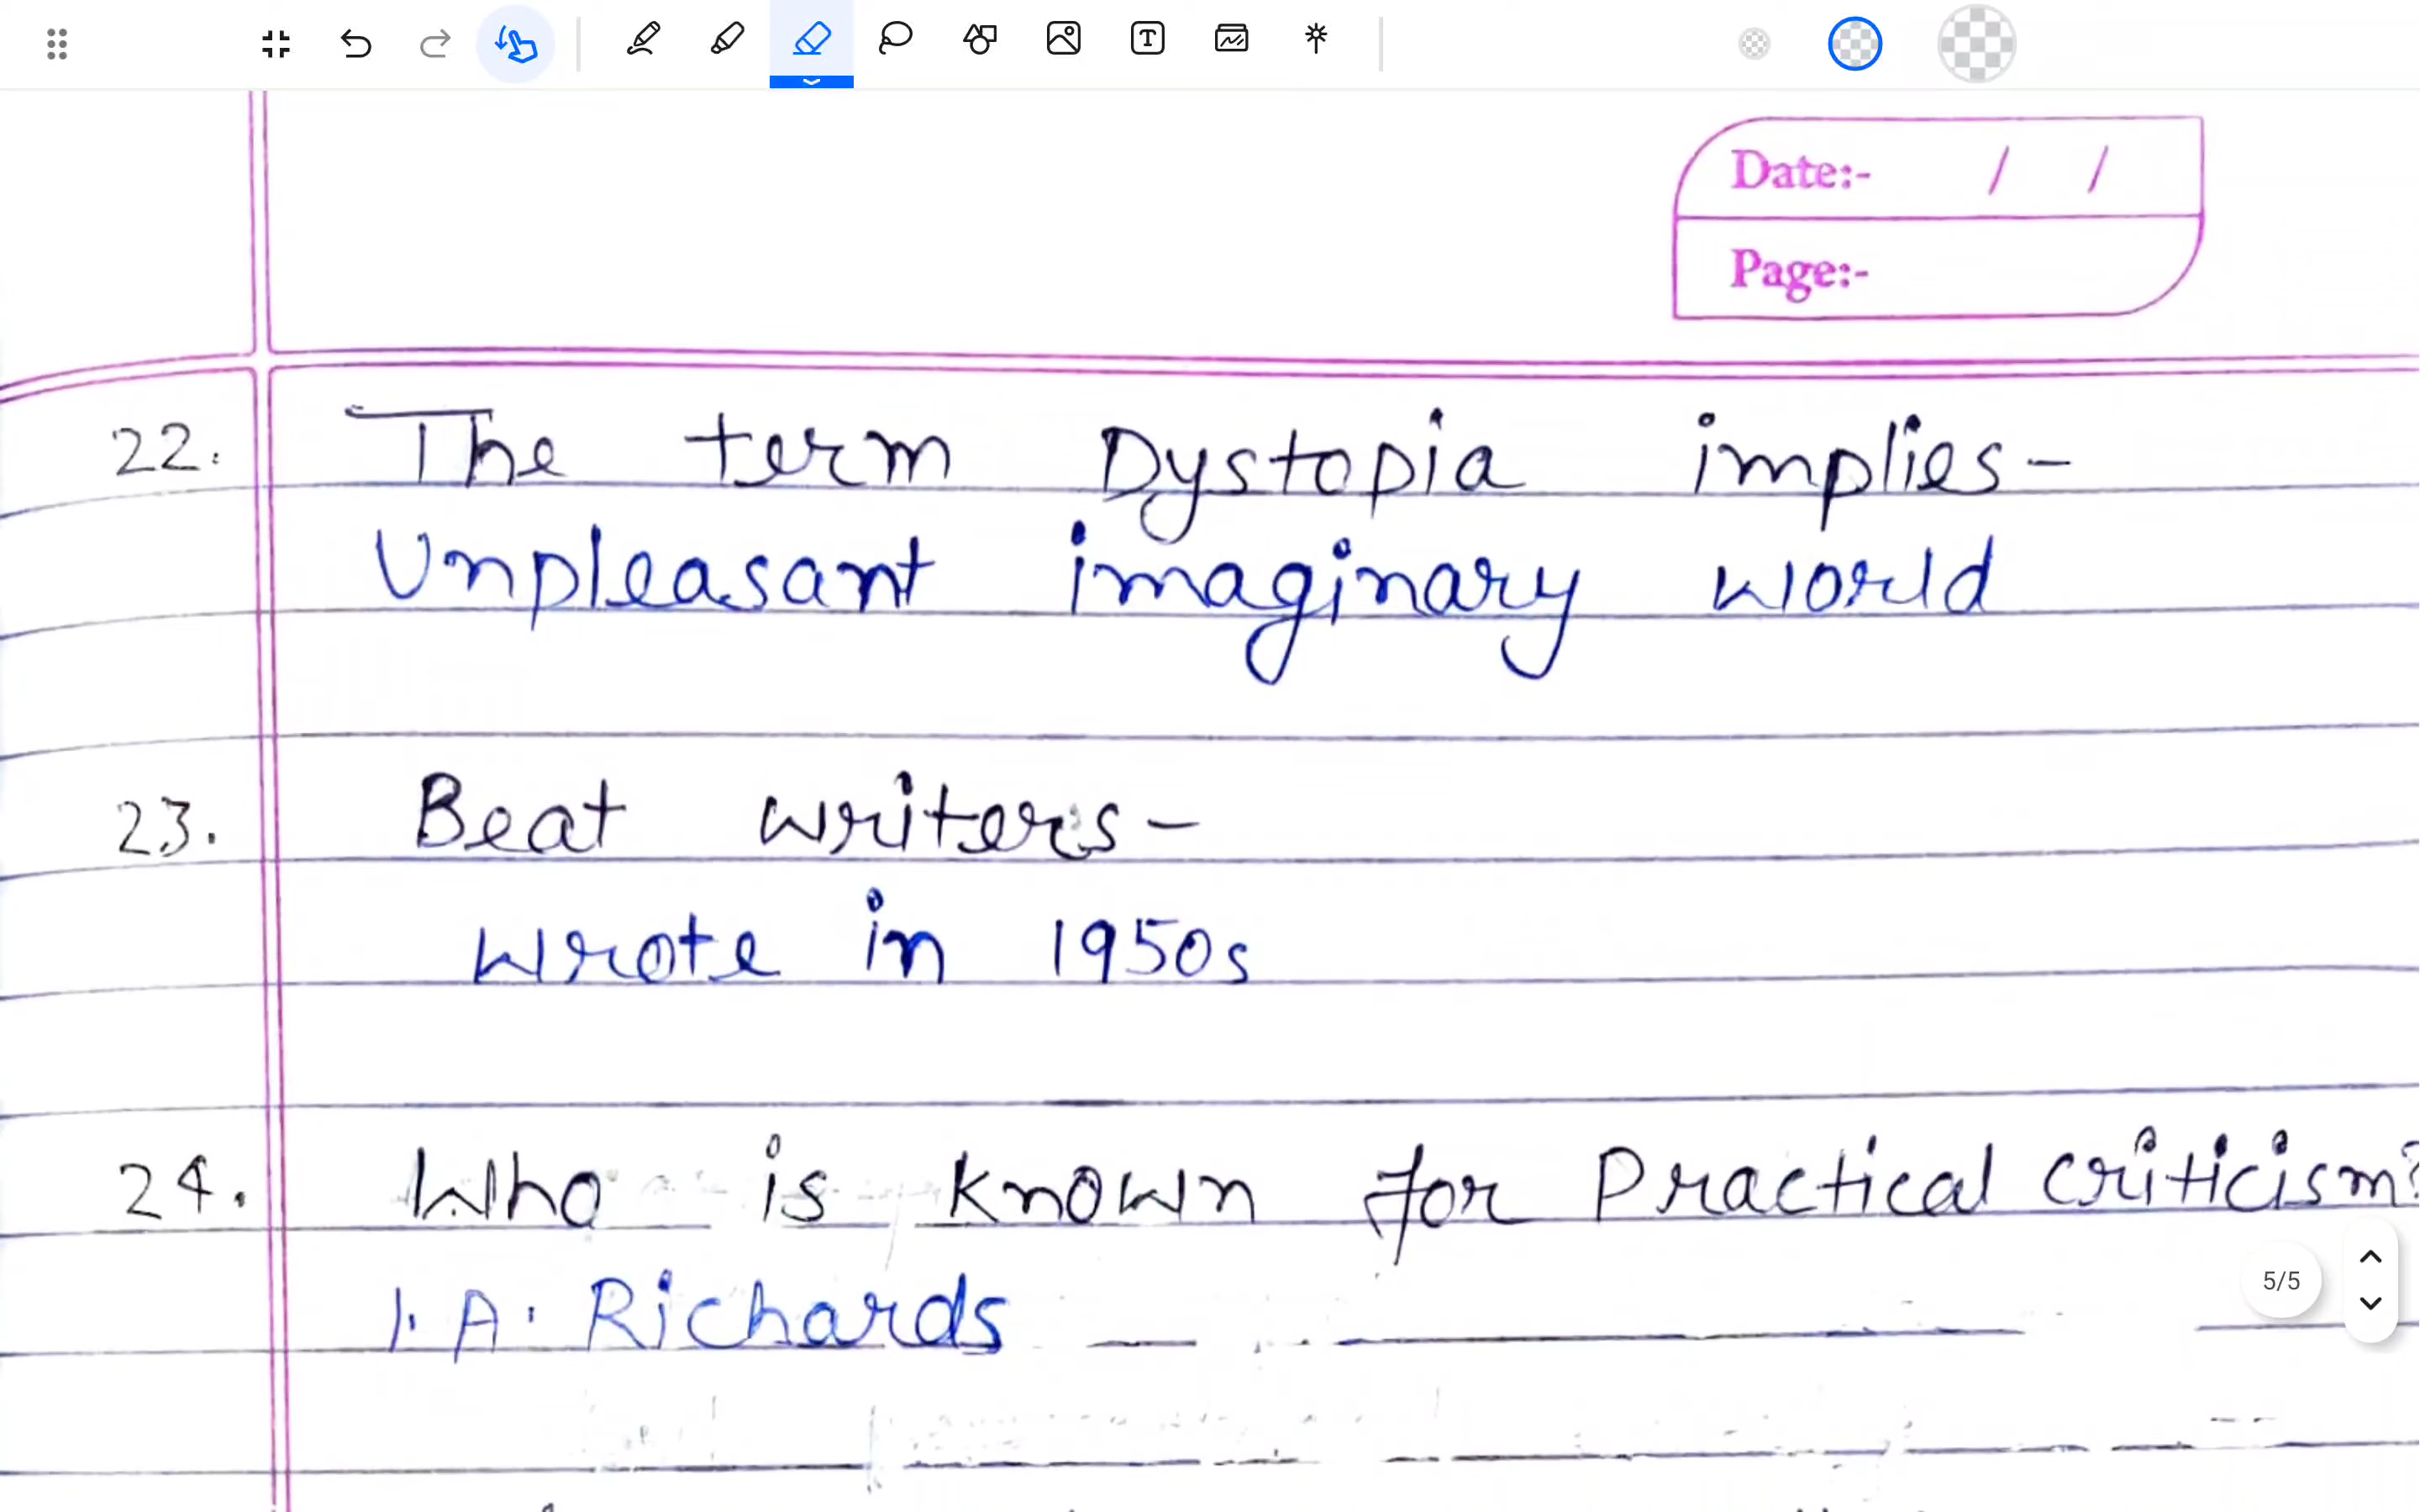 Date:- / /
Page:-
22. The term Dystopia implies-
Unpleasant imaginary world
23. Beat writers-
Wrote in 1950s
24. Who is known for Practical criticism?
I. A. Richards
5/5